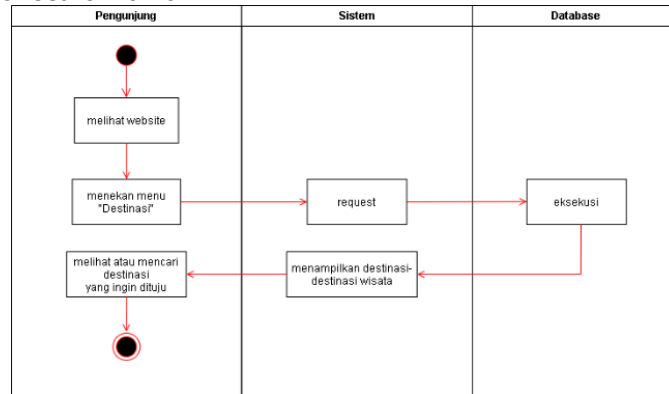 Pengunjung
Sistem
Database
melihat website
menekan menu
"Destinasi"
request
eksekusi
melihat atau mencari
destinasi
yang ingin dituju
menampilkan destinasi-
destinasi wisata